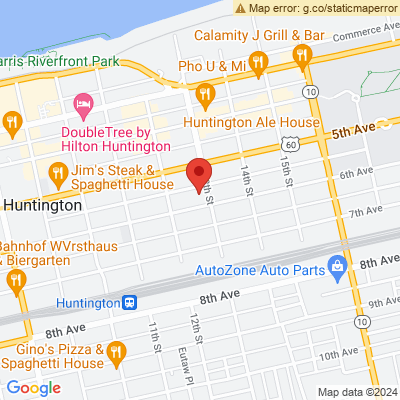 Map error: g.co/staticmaperror
Calamity J Grill & Bar
Commerce Ave
arris Riverfront Park
Pho U & Mi
10
DoubleTree by
Hilton Huntington
Huntington Ale House
5th Ave
60
Jim's Steak &
Spaghetti House
14th St
15th St
6th Ave
th St
Huntington
7th Ave
Bahnhof WVrsthaus
& Biergarten
AutoZone Auto Parts
8th Ave
Huntington
8th Ave
8th Ave
11th St
12th St
10
Gino's Pizza &
Spaghetti House
Eutaw Pl
10th Ave
Google
Map data ©2024